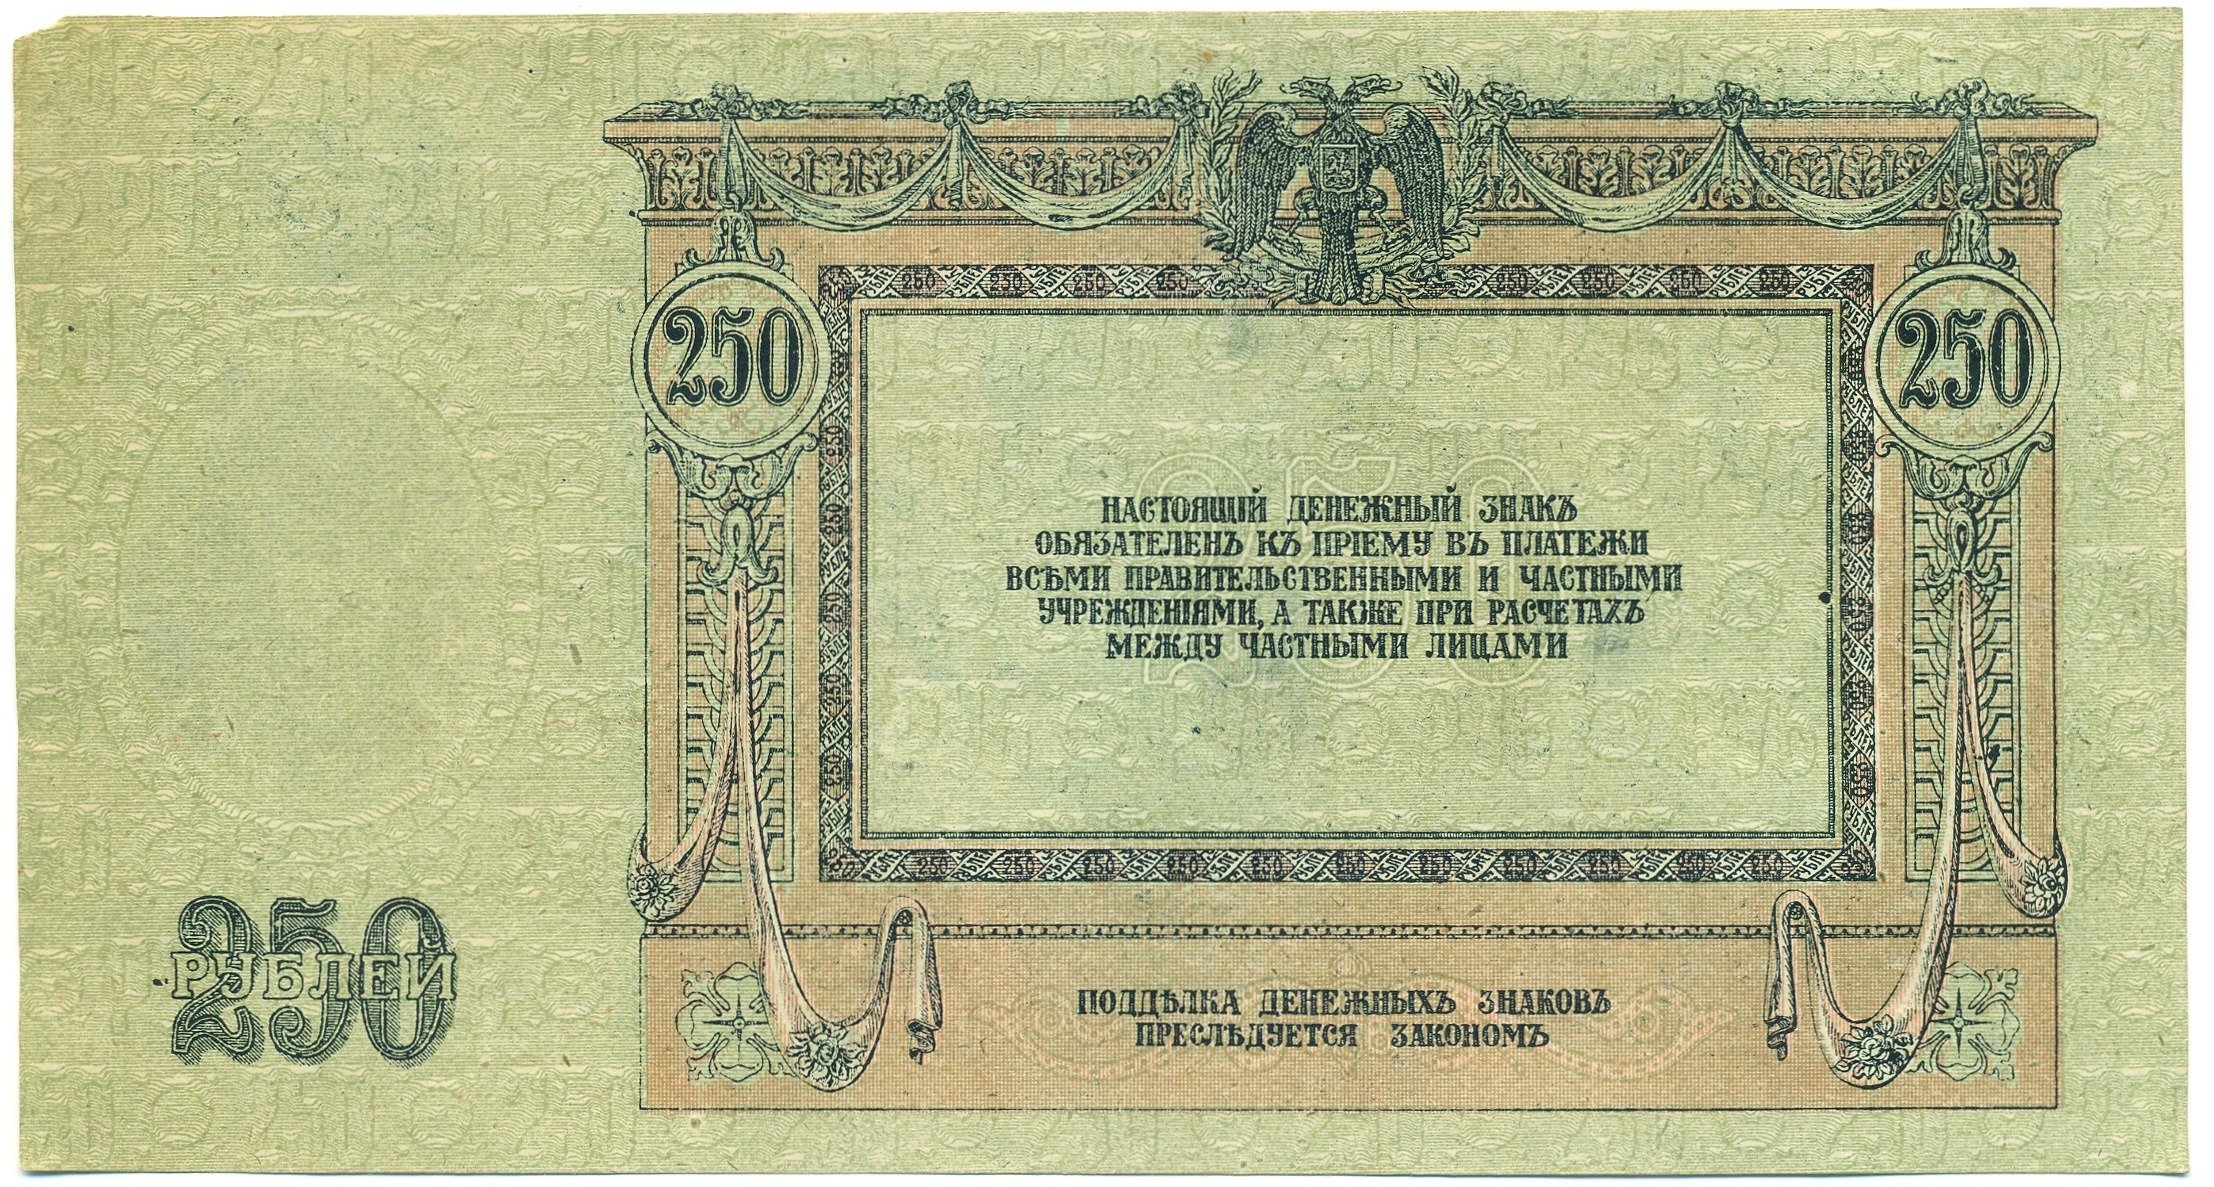 250
250
250
НАСТОЯЩІЙ ДЕНЕЖНЫЙ ЗНАКЪ
ОБЯЗАТЕЛЕНЪ КЪ ПРІЕМУ ВЪ ПЛАТЕЖИ
ВСѢМИ ПРАВИТЕЛЬСТВЕННЫМИ И ЧАСТНЫМИ
УЧРЕЖДЕНІЯМИ, А ТАКЖЕ ПРИ РАСЧЕТАХЪ
МЕЖДУ ЧАСТНЫМИ ЛИЦАМИ
250
РУБЛЕЙ
ПОДДѢЛКА ДЕНЕЖНЫХЪ ЗНАКОВЪ
ПРЕСЛѢДУЕТСЯ ЗАКОНОМЪ